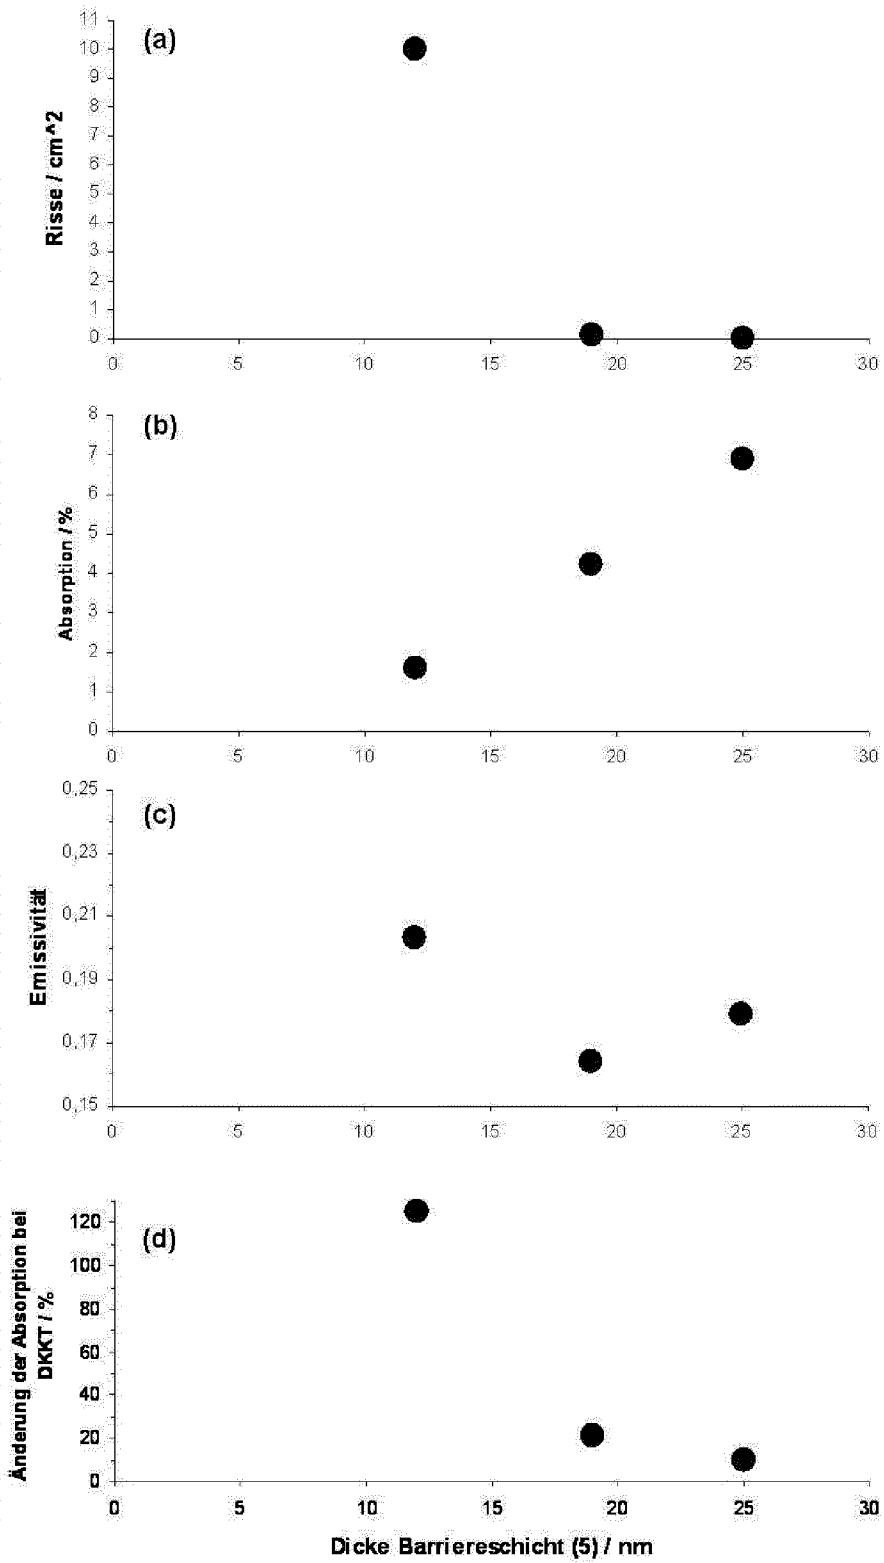 (a)
11
10
9
8
7
6
5
4
3
2
1
0
Risse / cm^2
0 5 10 15 20 25 30
(b)
8
7
6
5
4
3
2
1
0
Absorption / %
0 5 10 15 20 25 30
(c)
0,25
0,23
0,21
0,19
0,17
0,15
Emissivität
0 5 10 15 20 25 30
(d)
120
100
80
60
40
20
0
Änderung der Absorption bei
DKKT / %
0 5 10 15 20 25 30
Dicke Barriereschicht (5) / nm